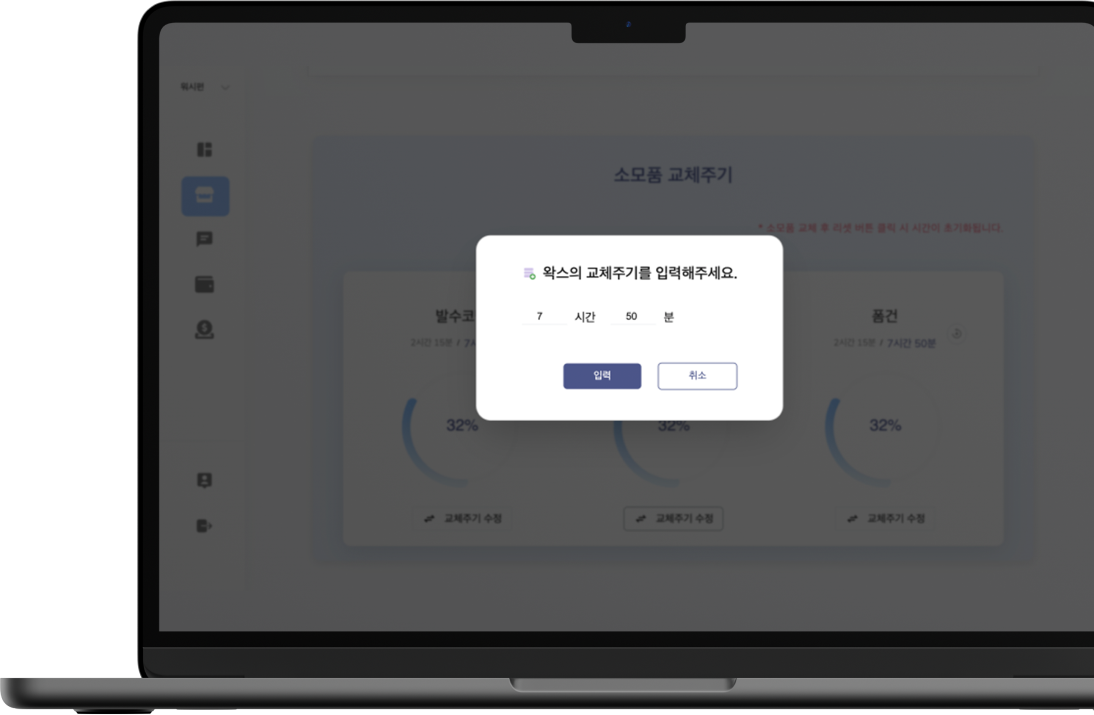 워시펀
소모품 교체주기
* 소모품 교체 후 리셋 버튼 클릭 시 시간이 초기화됩니다.
왁스의 교체주기를 입력해주세요.
7 시간 50 분
입력 취소
발수코
2시간 15분 / 7시
32%
교체주기 수정
32%
교체주기 수정
폼건
2시간 15분 / 7시간 50분
32%
교체주기 수정